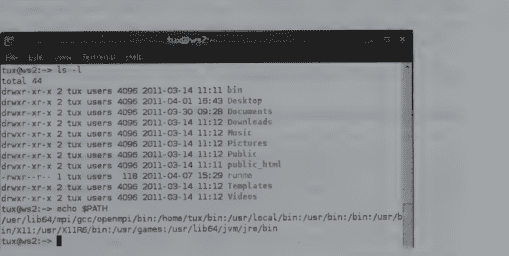 tux@ws2:~
File Edit View Terminal Help
tux@ws2:~> ls -l
total 44
drwxr-xr-x 2 tux users 4096 2011-03-14 11:11 bin
drwxr-xr-x 2 tux users 4096 2011-04-01 16:43 Desktop
drwxr-xr-x 2 tux users 4096 2011-03-30 09:28 Documents
drwxr-xr-x 2 tux users 4096 2011-03-14 11:12 Downloads
drwxr-xr-x 2 tux users 4096 2011-03-14 11:12 Music
drwxr-xr-x 2 tux users 4096 2011-03-14 11:12 Pictures
drwxr-xr-x 2 tux users 4096 2011-03-14 11:12 Public
drwxr-xr-x 2 tux users 4096 2011-03-14 11:11 public_html
-rwxr--r-- 1 tux users  118 2011-04-07 15:29 runme
drwxr-xr-x 2 tux users 4096 2011-03-14 11:12 Templates
drwxr-xr-x 2 tux users 4096 2011-03-14 11:12 Videos
tux@ws2:~> echo $PATH
/usr/lib64/mpi/gcc/openmpi/bin:/home/tux/bin:/usr/local/bin:/usr/bin:/bin:/usr/b
in/X11:/usr/X11R6/bin:/usr/games:/usr/lib64/jvm/jre/bin
tux@ws2:~>